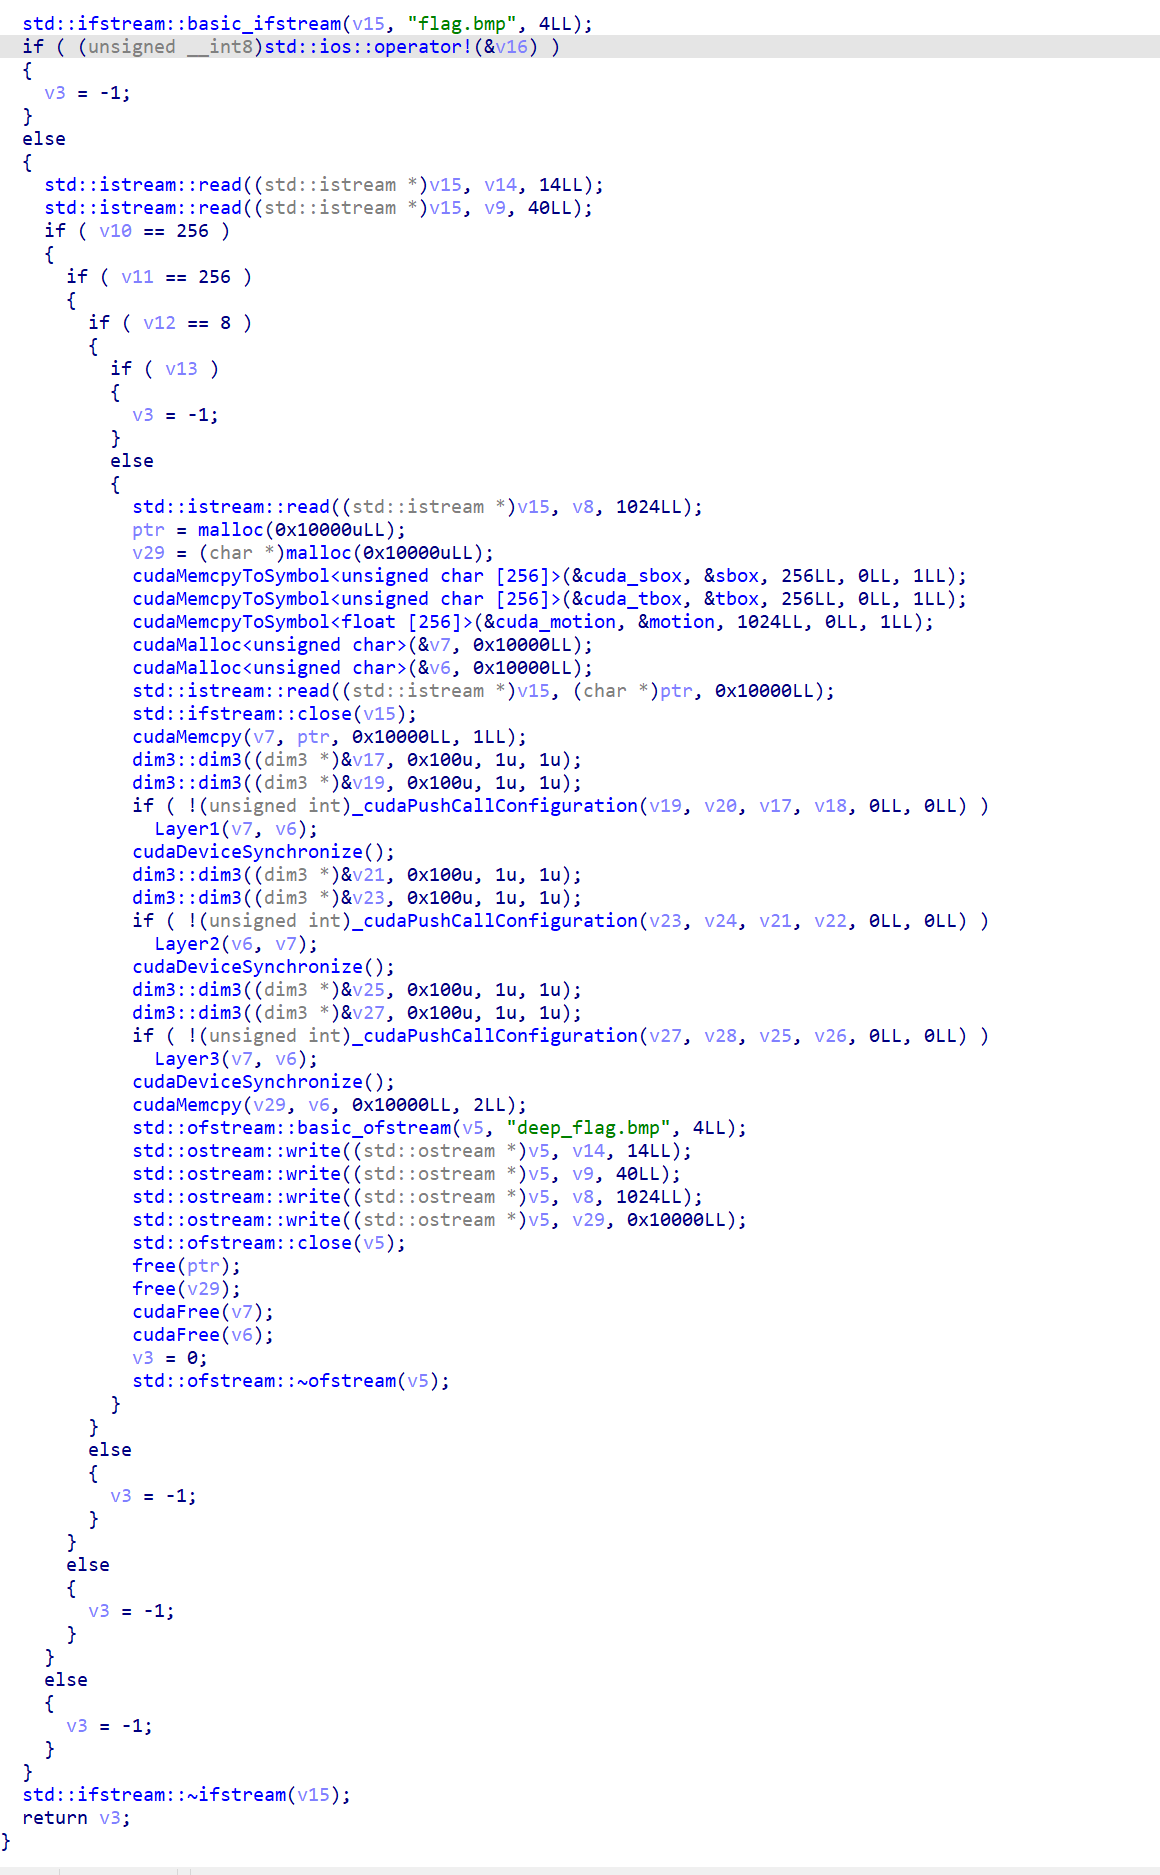 std::ifstream::basic_ifstream(v15, "flag.bmp", 4LL);
if ( (unsigned __int8)std::ios::operator!(&v16) )
{
v3 = -1;
}
else
{
std::istream::read((std::istream *)v15, v14, 14LL);
std::istream::read((std::istream *)v15, v9, 40LL);
if ( v10 == 256 )
{
if ( v11 == 256 )
{
if ( v12 == 8 )
{
if ( v13 )
{
v3 = -1;
}
else
{
std::istream::read((std::istream *)v15, v8, 1024LL);
ptr = malloc(0x10000uLL);
v29 = (char *)malloc(0x10000uLL);
cudaMemcpyToSymbol<unsigned char [256]>(&cuda_sbox, &sbox, 256LL, 0LL, 1LL);
cudaMemcpyToSymbol<unsigned char [256]>(&cuda_tbox, &tbox, 256LL, 0LL, 1LL);
cudaMemcpyToSymbol<float [256]>(&cuda_motion, &motion, 1024LL, 0LL, 1LL);
cudaMalloc<unsigned char>(&v7, 0x10000LL);
cudaMalloc<unsigned char>(&v6, 0x10000LL);
std::istream::read((std::istream *)v15, (char *)ptr, 0x10000LL);
std::ifstream::close(v15);
cudaMemcpy(v7, ptr, 0x10000LL, 1LL);
dim3::dim3((dim3 *)&v17, 0x100u, 1u, 1u);
dim3::dim3((dim3 *)&v19, 0x100u, 1u, 1u);
if ( !(unsigned int)_cudaPushCallConfiguration(v19, v20, v17, v18, 0LL, 0LL) )
Layer1(v7, v6);
cudaDeviceSynchronize();
dim3::dim3((dim3 *)&v21, 0x100u, 1u, 1u);
dim3::dim3((dim3 *)&v23, 0x100u, 1u, 1u);
if ( !(unsigned int)_cudaPushCallConfiguration(v23, v24, v21, v22, 0LL, 0LL) )
Layer2(v6, v7);
cudaDeviceSynchronize();
dim3::dim3((dim3 *)&v25, 0x100u, 1u, 1u);
dim3::dim3((dim3 *)&v27, 0x100u, 1u, 1u);
if ( !(unsigned int)_cudaPushCallConfiguration(v27, v28, v25, v26, 0LL, 0LL) )
Layer3(v7, v6);
cudaDeviceSynchronize();
cudaMemcpy(v29, v6, 0x10000LL, 2LL);
std::ofstream::basic_ofstream(v5, "deep_flag.bmp", 4LL);
std::ostream::write((std::ostream *)v5, v14, 14LL);
std::ostream::write((std::ostream *)v5, v9, 40LL);
std::ostream::write((std::ostream *)v5, v8, 1024LL);
std::ostream::write((std::ostream *)v5, v29, 0x10000LL);
std::ofstream::close(v5);
free(ptr);
free(v29);
cudaFree(v7);
cudaFree(v6);
v3 = 0;
std::ofstream::~ofstream(v5);
}
}
else
{
v3 = -1;
}
}
else
{
v3 = -1;
}
}
else
{
v3 = -1;
}
}
std::ifstream::~ifstream(v15);
return v3;
}